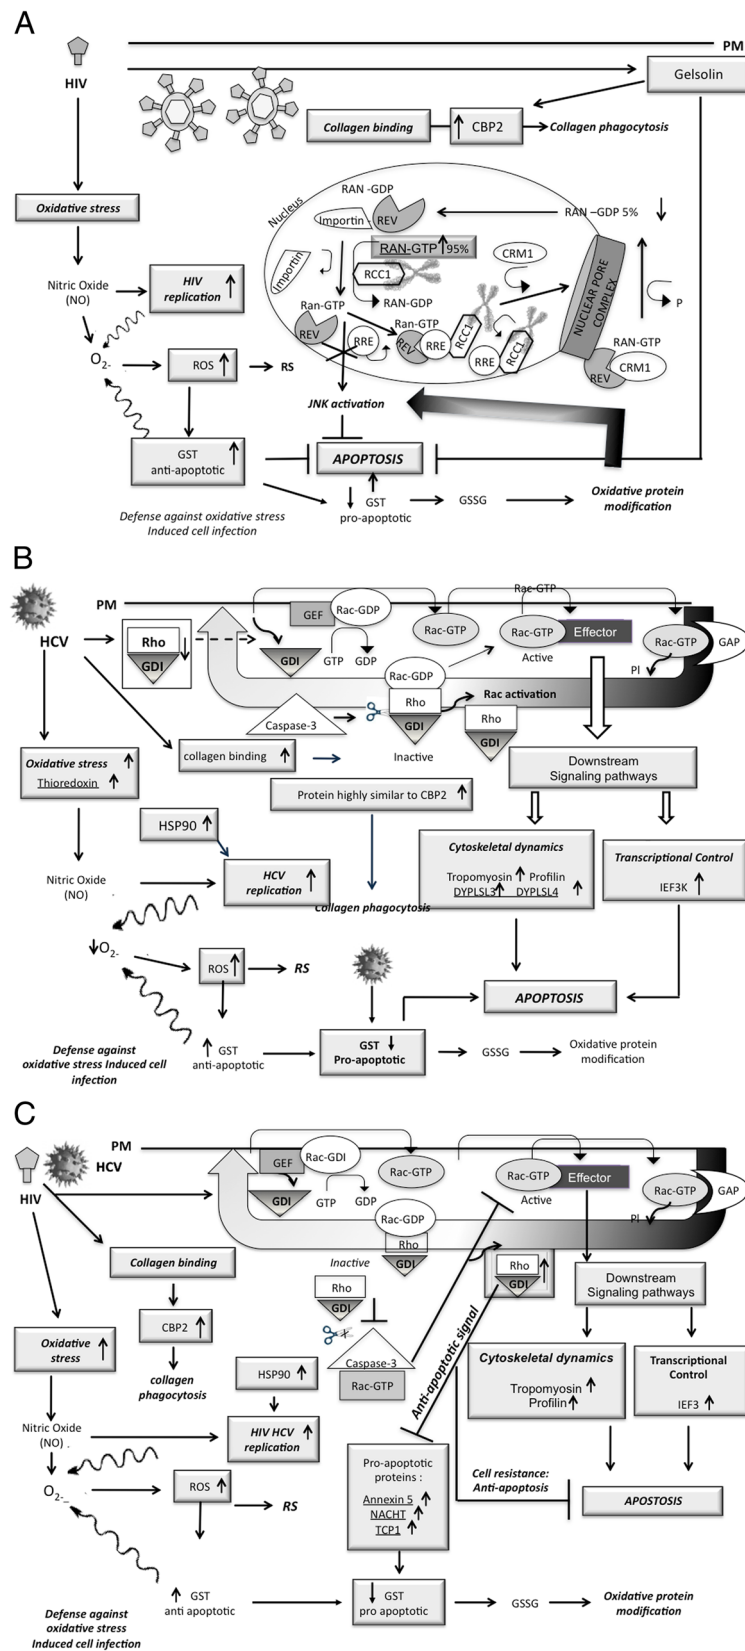 A
PM
HIV
Gelsolin
Collagen binding
CBP2
Collagen phagocytosis
Oxidative stress
Nucleus
RAN -GDP
Importin
REV
RAN –GDP 5%
RAN-GTP 95%
Importin
RCC1
RAN-GDP
CRM1
NUCLEAR PORE
COMPLEX
P
Nitric Oxide
(NO)
HIV
replication
Ran-GTP
REV
RRE
Ran-GTP
REV
RRE
RCC1
RRE
RCC1
RAN-GTP
REV
CRM1
O2-
ROS
RS
JNK activation
GST
anti-apoptotic
APOPTOSIS
GST
pro-apoptotic
GSSG
Oxidative protein
modification
Defense against oxidative stress
Induced cell infection
B
PM
HCV
Rho
GDI
GEF
Rac-GDP
Rac-GTP
Rac-GTP
Rac-GTP
Effector
Rac-GTP
GAP
GDI
GTP
GDP
Active
PI
Rac-GDP
Rho
GDI
Rac activation
Rho
GDI
Caspase-3
Inactive
Oxidative stress
Thioredoxin
collagen binding
Downstream
Signaling pathways
Protein highly similar to CBP2
HSP90
Cytoskeletal dynamics
Tropomyosin Profilin
DYPLSL3 DYPLSL4
Transcriptional Control
IEF3K
Nitric Oxide
(NO)
HCV
replication
Collagen phagocytosis
O2-
ROS
RS
APOPTOSIS
Defense against
oxidative stress Induced cell
infection
GST
anti-apoptotic
GST
Pro-apoptotic
GSSG
Oxidative protein
modification
C
PM
HCV
HIV
GEF
Rac-GDI
Rac-GTP
Rac-GTP
Effector
Rac-GTP
GAP
GDI
GTP
GDP
Active
PI
Rac-GDP
Rho
GDI
Collagen binding
Inactive
Rho
GDI
Rho
GDI
Downstream
Signaling pathways
CBP2
Oxidative
stress
collagen
phagocytosis
HSP90
Caspase-3
Rac-GTP
Anti-apoptotic signal
Cytoskeletal dynamics
Tropomyosin
Profilin
Transcriptional
Control
IEF3
Nitric Oxide
(NO)
HIV HCV
replication
Pro-apoptotic
proteins :
Annexin 5
NACHT
TCP1
Cell resistance:
Anti-apoptosis
APOSTOSIS
O2-
ROS
RS
GST
anti apoptotic
GST
pro apoptotic
GSSG
Oxidative protein
modification
Defense against
oxidative stress
Induced cell infection